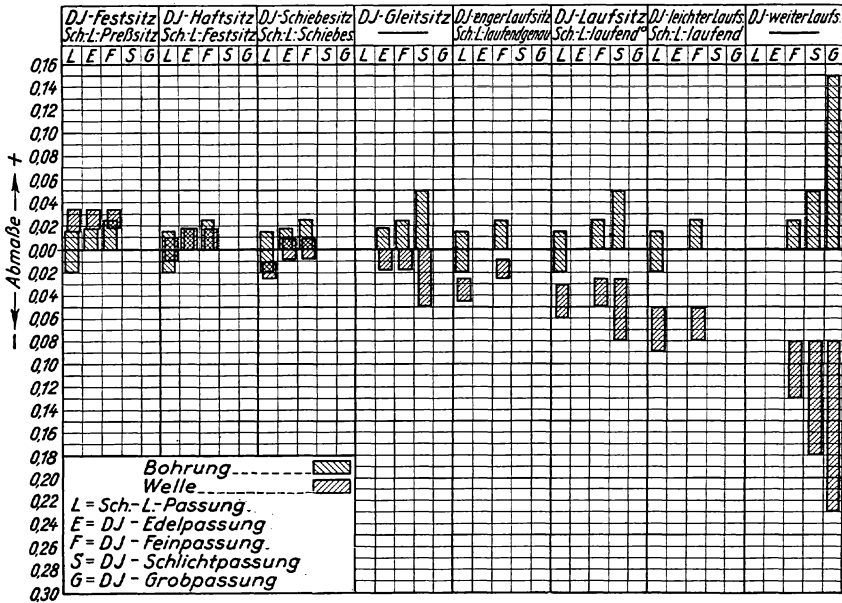 DJ-Festsitz DJ-Haftsitz DJ-Schiebesitz DJ-Gleitsitz DJ-enger Laufsitz DJ-Laufsitz DJ-leichter Laufs. DJ-weiter Laufs.
Sch.-L-Preßsitz Sch.-L-Festsitz Sch.-L-Schiebes. Sch.L.laufendgenau Sch.-L-laufend° Sch.-L-laufend
L E F S G L E F S G L E F S G L E F S G L E F S G L E F S G L E F S G L E F S G
0,16
0,14
0,12
0,10
0,08
0,06
0,04
0,02
0,00
0,02
0,04
0,06
0,08
0,10
0,12
0,14
0,16
0,18
0,20
0,22
0,24
0,26
0,28
0,30
− ← Abmaße → +
Bohrung
Welle
L = Sch.-L-Passung.
E = DJ - Edelpassung
F = DJ - Feinpassung.
S = DJ - Schlichtpassung
G = DJ - Grobpassung